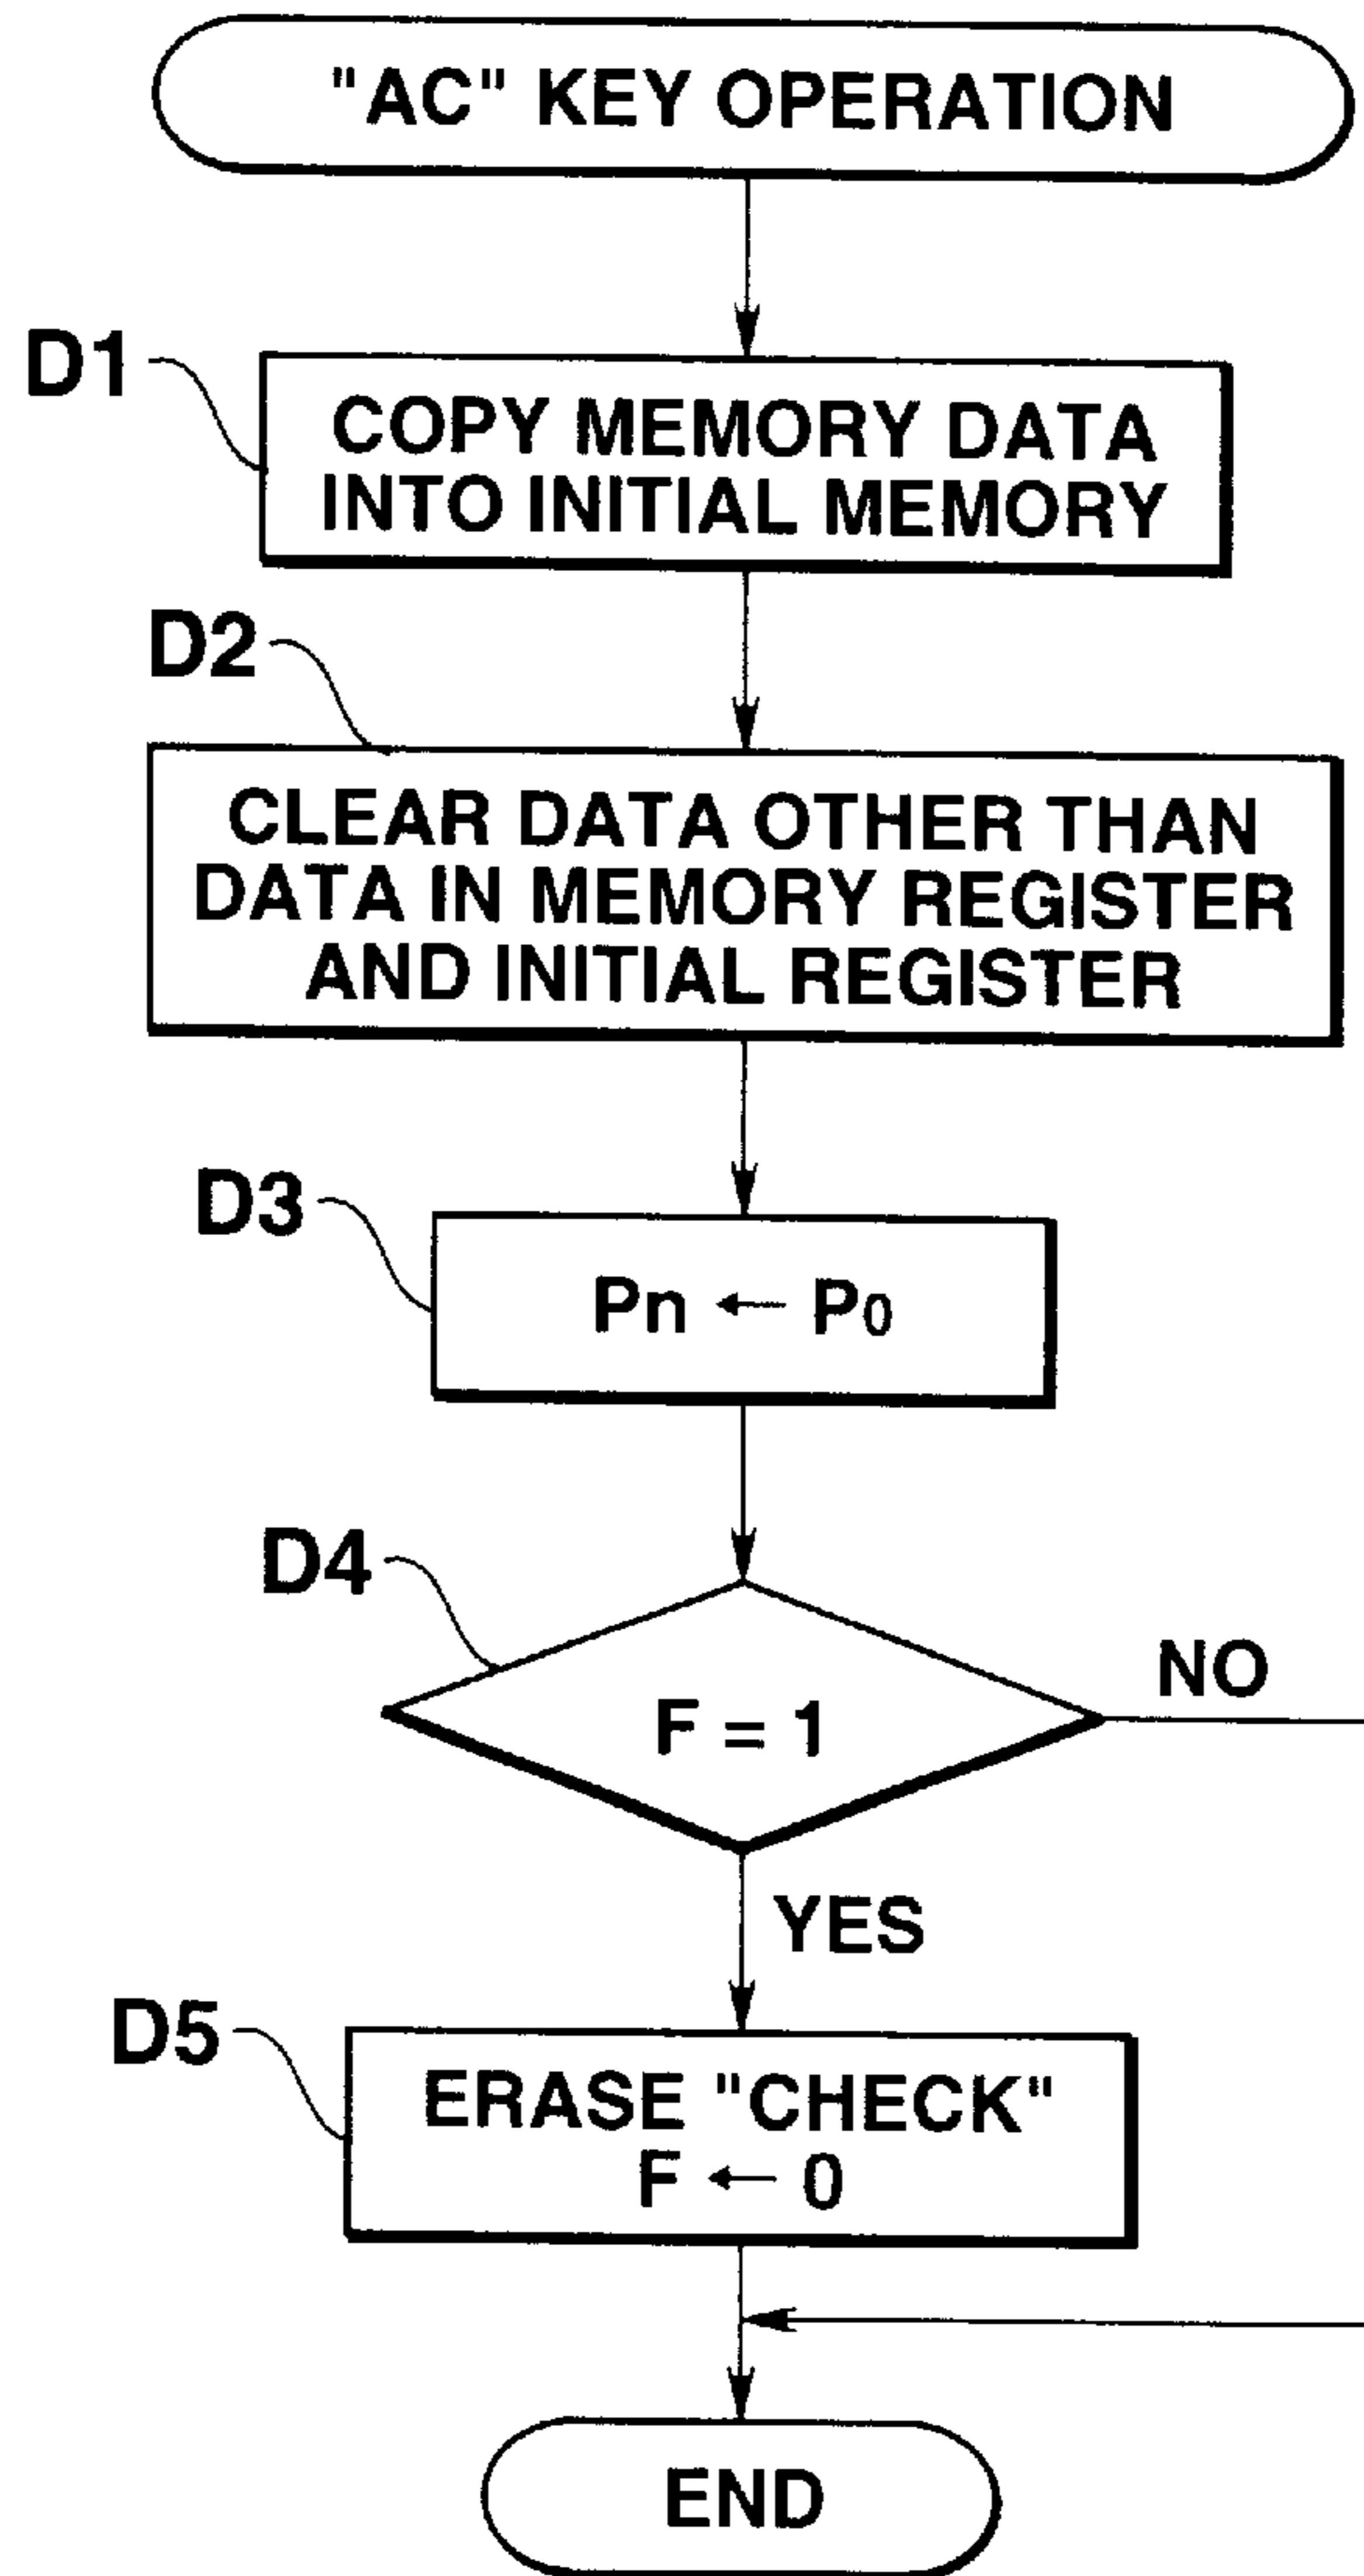 "AC" KEY OPERATION
D1
COPY MEMORY DATA
INTO INITIAL MEMORY
D2
CLEAR DATA OTHER THAN
DATA IN MEMORY REGISTER
AND INITIAL REGISTER
D3
Pn ← P0
D4
F = 1
NO
YES
D5
ERASE "CHECK"
F ← 0
END